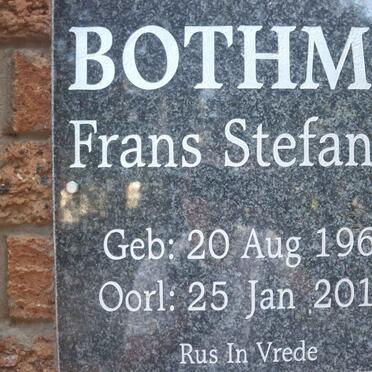 BOTHM
Frans Stefan
Geb: 20 Aug 196
Oorl: 25 Jan 201
Rus In Vrede